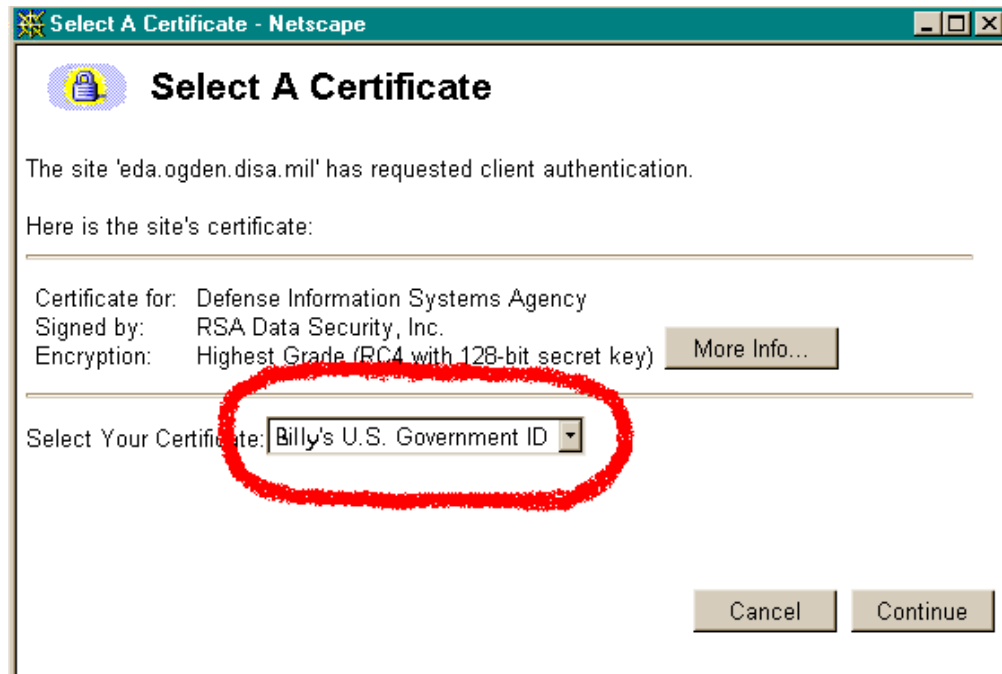 Select A Certificate - Netscape
Select A Certificate
The site 'eda.ogden.disa.mil' has requested client authentication.
Here is the site's certificate:
Certificate for: Defense Information Systems Agency
Signed by: RSA Data Security, Inc.
Encryption: Highest Grade (RC4 with 128-bit secret key) More Info...
Select Your Certificate: Billy's U.S. Government ID
Cancel Continue